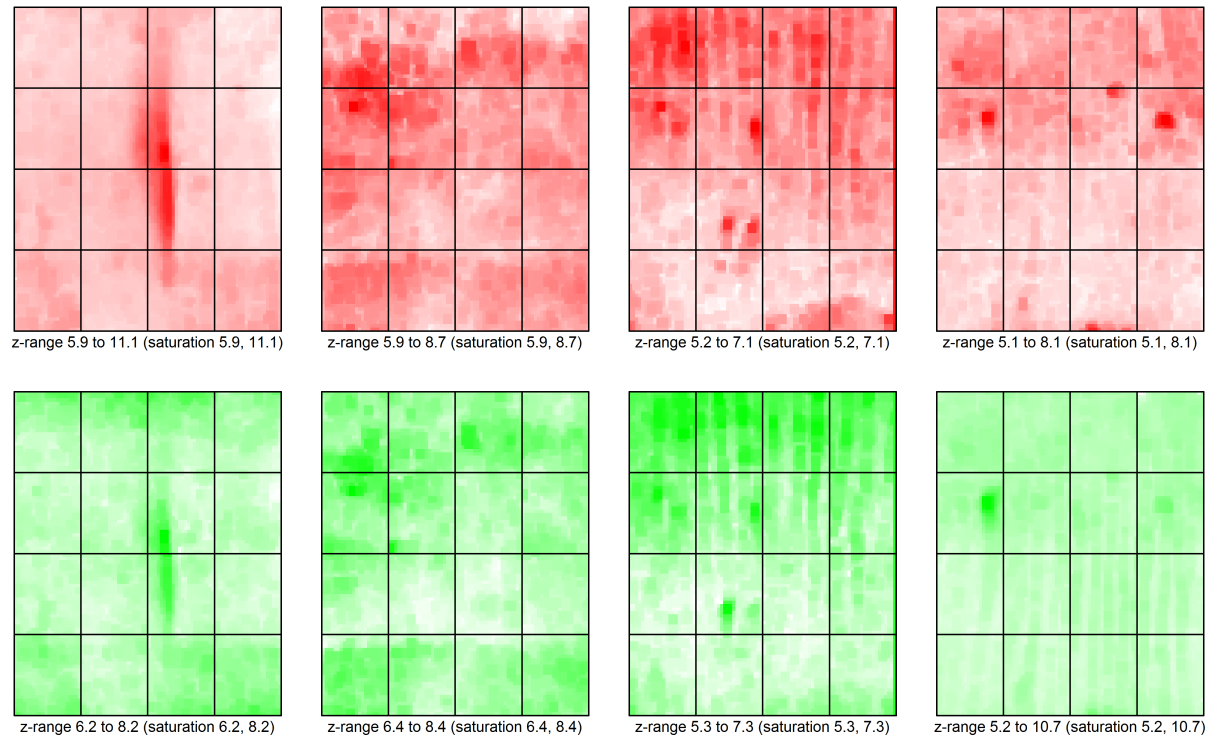 z-range 5.9 to 11.1 (saturation 5.9, 11.1)
z-range 5.9 to 8.7 (saturation 5.9, 8.7)
z-range 5.2 to 7.1 (saturation 5.2, 7.1)
z-range 5.1 to 8.1 (saturation 5.1, 8.1)
z-range 6.2 to 8.2 (saturation 6.2, 8.2)
z-range 6.4 to 8.4 (saturation 6.4, 8.4)
z-range 5.3 to 7.3 (saturation 5.3, 7.3)
z-range 5.2 to 10.7 (saturation 5.2, 10.7)